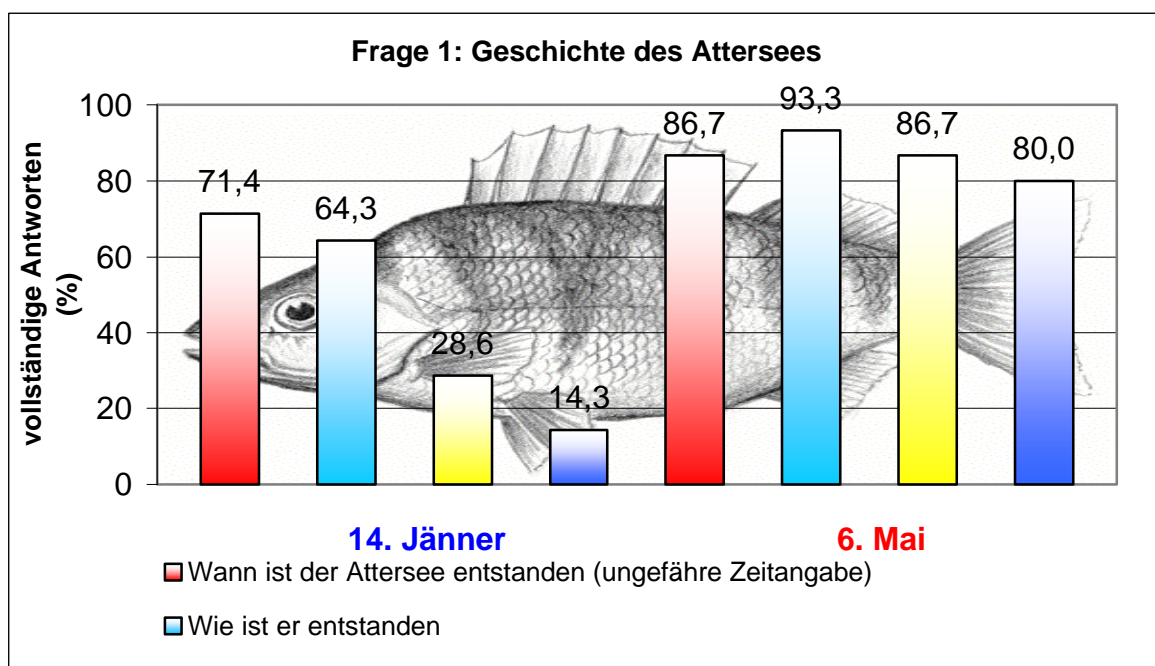 Frage 1: Geschichte des Attersees
vollständige Antworten
(%)
100
80
60
40
20
0
71,4
64,3
28,6
14,3
86,7
93,3
86,7
80,0
14. Jänner
6. Mai
Wann ist der Attersee entstanden (ungefähre Zeitangabe)
Wie ist er entstanden